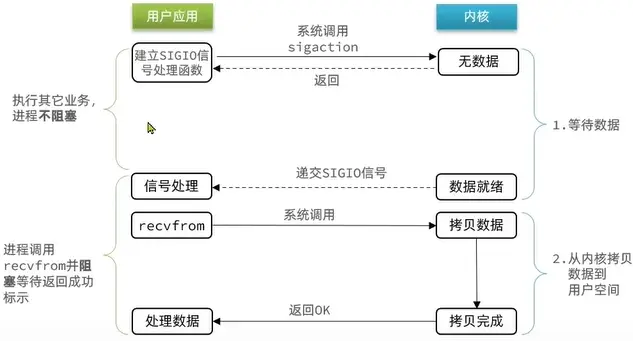 用户应用
内核
建立SIGIO信
号处理函数
系统调用
sigaction
返回
无数据
执行其它业务，
进程不阻塞
1.等待数据
信号处理
递交SIGIO信号
数据就绪
recvfrom
系统调用
拷贝数据
进程调用
recvfrom并阻
塞等待返回成功
标示
2.从内核拷贝
数据到
用户空间
处理数据
返回OK
拷贝完成